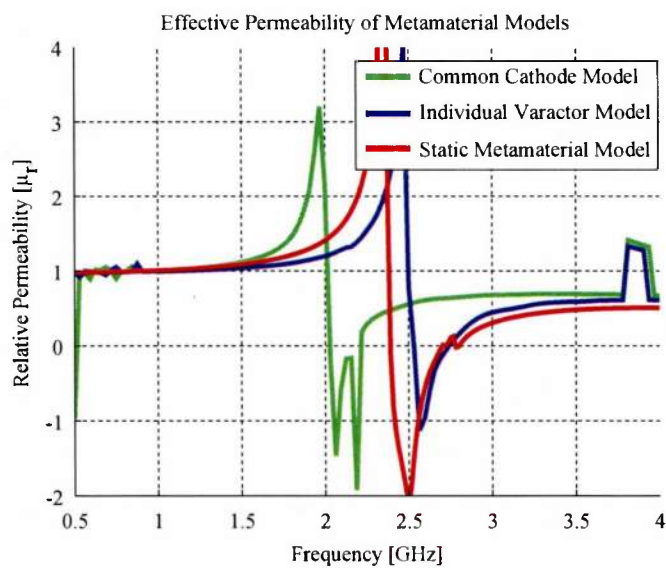 Effective Permeability of Metamaterial Models
Relative Permeability [μr]
4
3
2
1
0
-1
-2
Common Cathode Model
Individual Varactor Model
Static Metamaterial Model
0.5
1
1.5
2
2.5
3
3.5
4
Frequency [GHz]